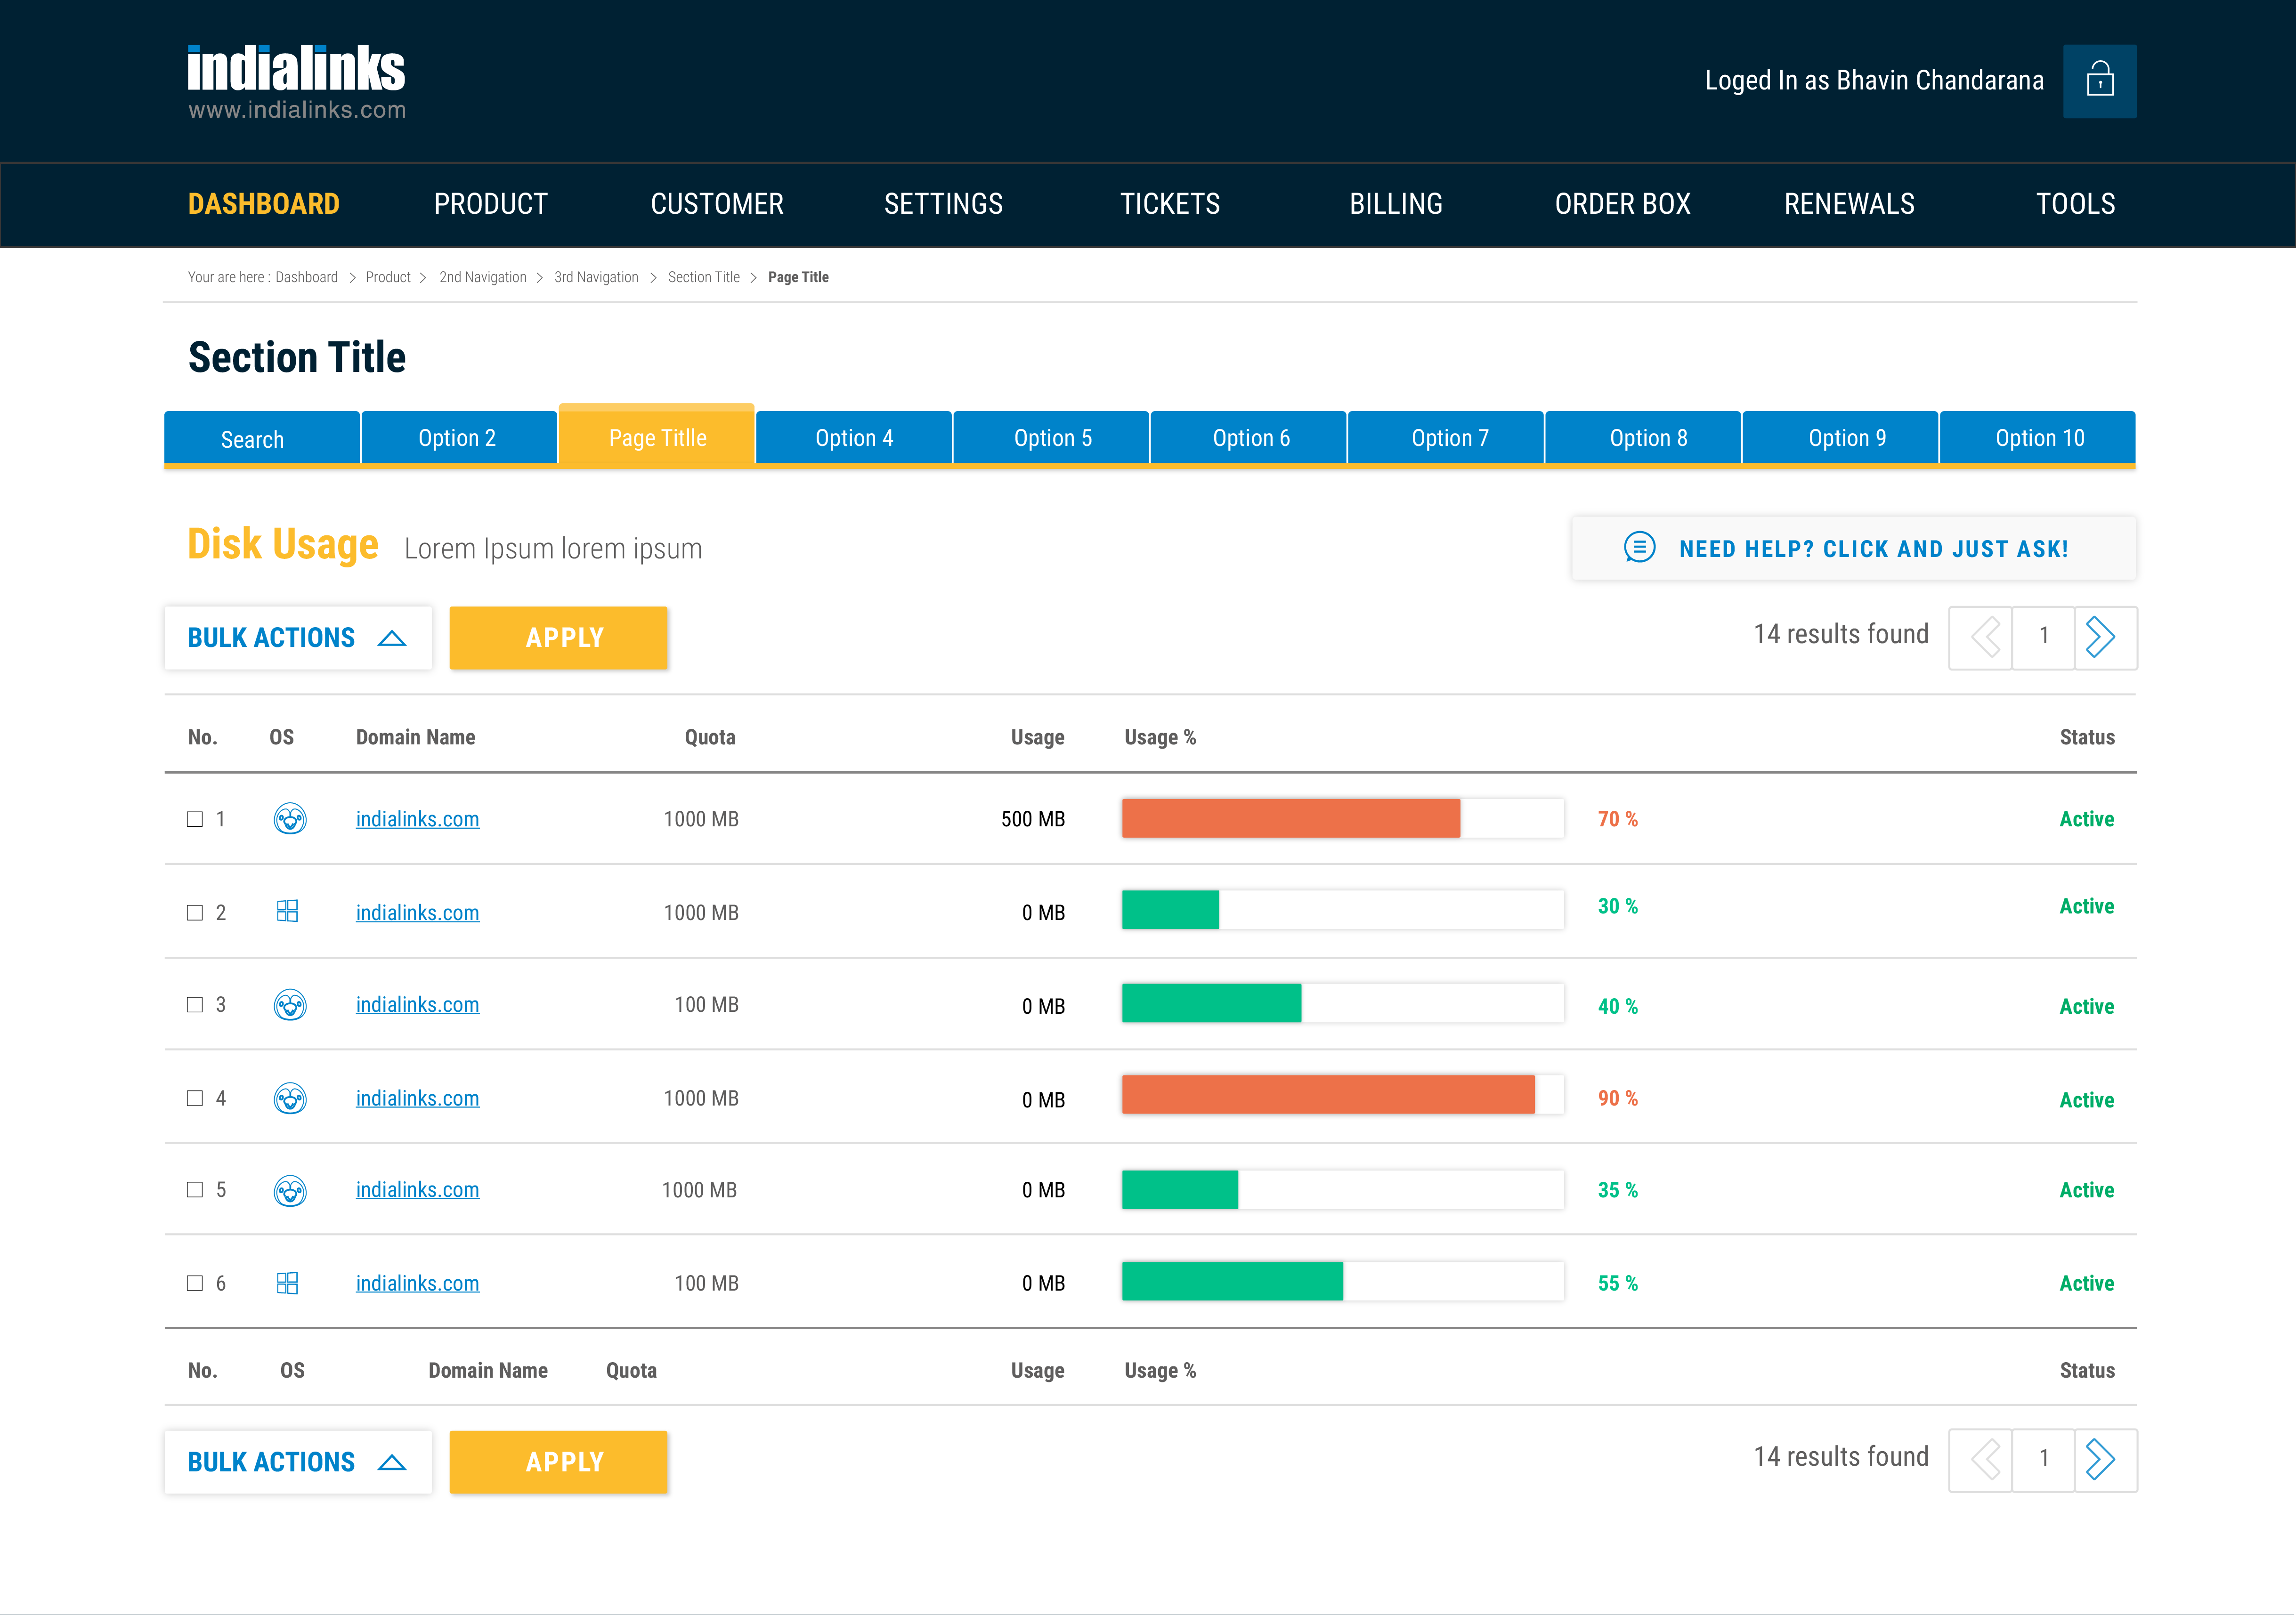 indialinks
www.indialinks.com
Loged In as Bhavin Chandarana
DASHBOARD PRODUCT CUSTOMER SETTINGS TICKETS BILLING ORDER BOX RENEWALS TOOLS
Your are here : Dashboard > Product > 2nd Navigation > 3rd Navigation > Section Title > Page Title
Section Title
Search Option 2 Page Titlle Option 4 Option 5 Option 6 Option 7 Option 8 Option 9 Option 10
Disk Usage Lorem Ipsum lorem ipsum NEED HELP? CLICK AND JUST ASK!
BULK ACTIONS APPLY 14 results found 1
No. OS Domain Name Quota Usage Usage % Status
1 indialinks.com 1000 MB 500 MB 70 % Active
2 indialinks.com 1000 MB 0 MB 30 % Active
3 indialinks.com 100 MB 0 MB 40 % Active
4 indialinks.com 1000 MB 0 MB 90 % Active
5 indialinks.com 1000 MB 0 MB 35 % Active
6 indialinks.com 100 MB 0 MB 55 % Active
No. OS Domain Name Quota Usage Usage % Status
BULK ACTIONS APPLY 14 results found 1